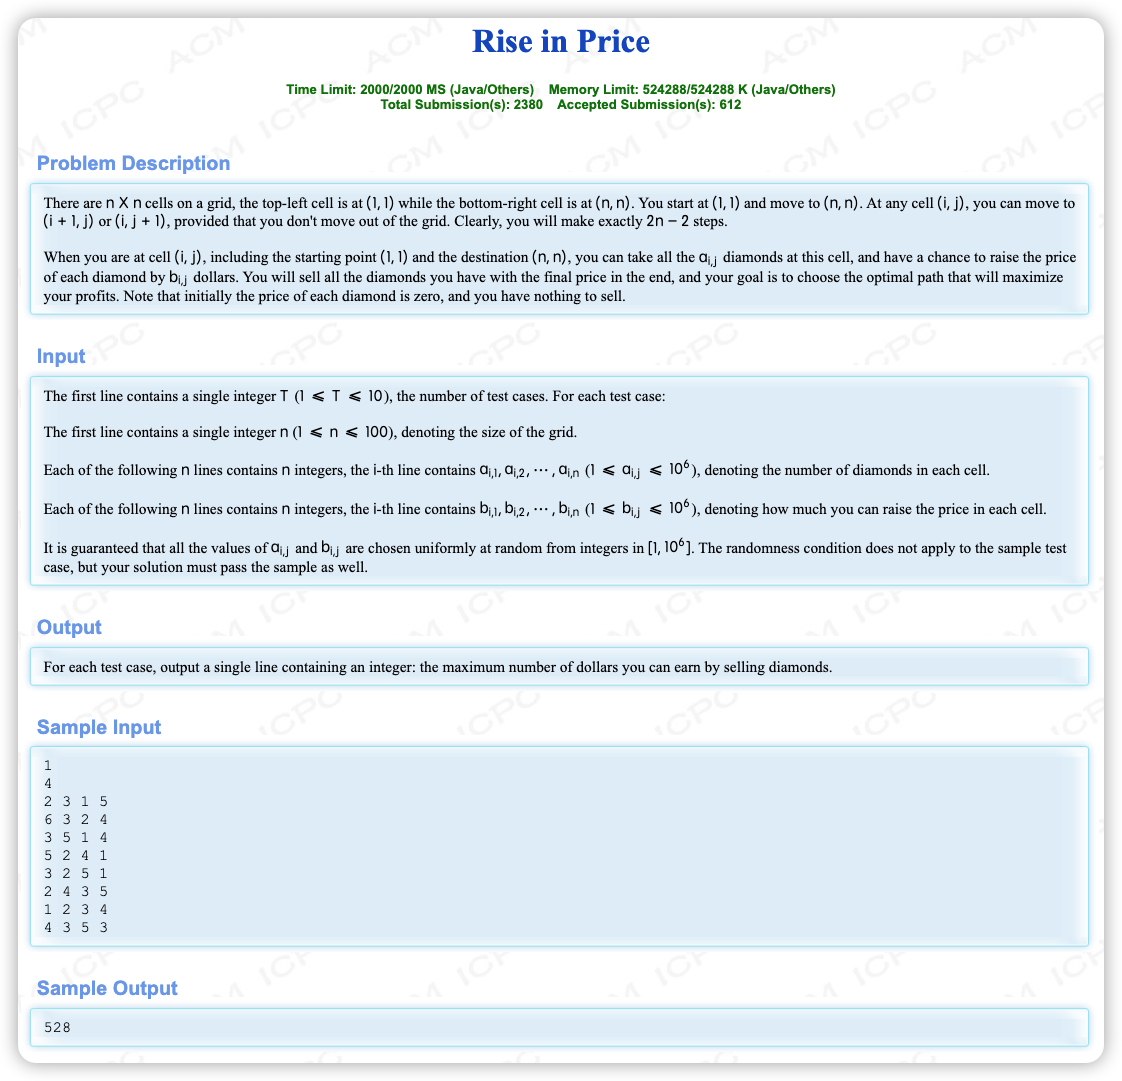 Rise in Price
Time Limit: 2000/2000 MS (Java/Others)    Memory Limit: 524288/524288 K (Java/Others)
Total Submission(s): 2380    Accepted Submission(s): 612
Problem Description
There are n X n cells on a grid, the top-left cell is at (1, 1) while the bottom-right cell is at (n, n). You start at (1, 1) and move to (n, n). At any cell (i, j), you can move to
(i + 1, j) or (i, j + 1), provided that you don't move out of the grid. Clearly, you will make exactly 2n − 2 steps.
When you are at cell (i, j), including the starting point (1, 1) and the destination (n, n), you can take all the a_{i,j} diamonds at this cell, and have a chance to raise the price
of each diamond by b_{i,j} dollars. You will sell all the diamonds you have with the final price in the end, and your goal is to choose the optimal path that will maximize
your profits. Note that initially the price of each diamond is zero, and you have nothing to sell.
Input
The first line contains a single integer T (1 ⩽ T ⩽ 10), the number of test cases. For each test case:
The first line contains a single integer n (1 ⩽ n ⩽ 100), denoting the size of the grid.
Each of the following n lines contains n integers, the i-th line contains a_{i,1}, a_{i,2}, ⋯ , a_{i,n} (1 ⩽ a_{i,j} ⩽ 10^6), denoting the number of diamonds in each cell.
Each of the following n lines contains n integers, the i-th line contains b_{i,1}, b_{i,2}, ⋯ , b_{i,n} (1 ⩽ b_{i,j} ⩽ 10^6), denoting how much you can raise the price in each cell.
It is guaranteed that all the values of a_{i,j} and b_{i,j} are chosen uniformly at random from integers in [1, 10^6]. The randomness condition does not apply to the sample test
case, but your solution must pass the sample as well.
Output
For each test case, output a single line containing an integer: the maximum number of dollars you can earn by selling diamonds.
Sample Input
1
4
2 3 1 5
6 3 2 4
3 5 1 4
5 2 4 1
3 2 5 1
2 4 3 5
1 2 3 4
4 3 5 3
Sample Output
528